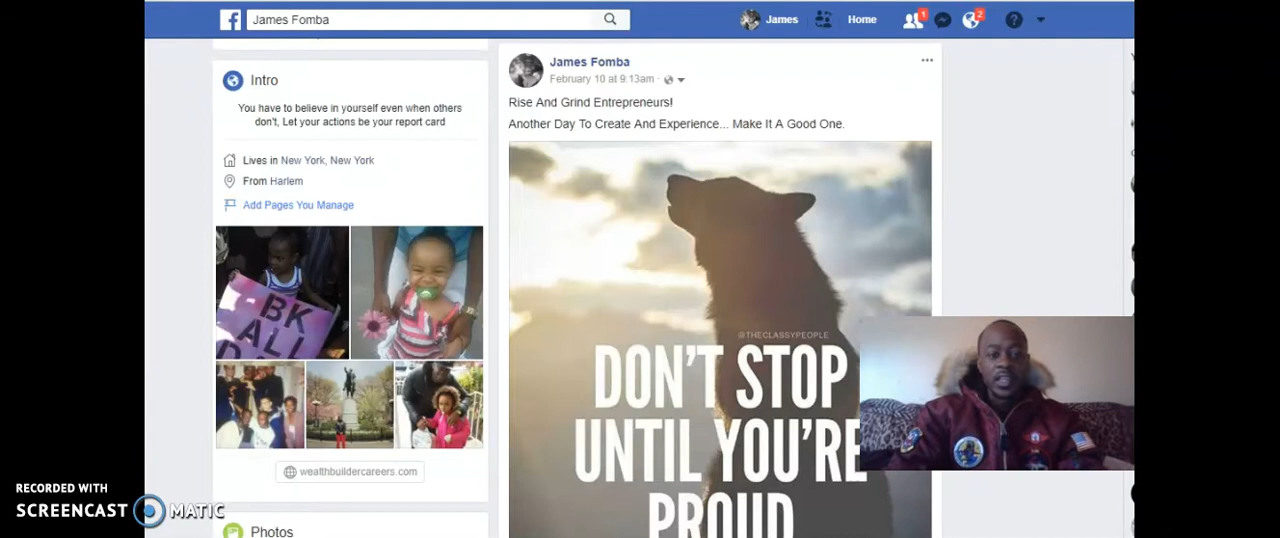 James Fomba
James
Home
1
2
Intro
You have to believe in yourself even when others
don't, Let your actions be your report card
Lives in New York, New York
From Harlem
Add Pages You Manage
BK
ALL
wealthbuildercareers.com
Photos
James Fomba
February 10 at 9:13am
Rise And Grind Entrepreneurs!
Another Day To Create And Experience... Make It A Good One.
@THECLASSYPEOPLE
DON'T STOP
UNTIL YOU'RE
PROUD
RECORDED WITH
SCREENCAST MATIC